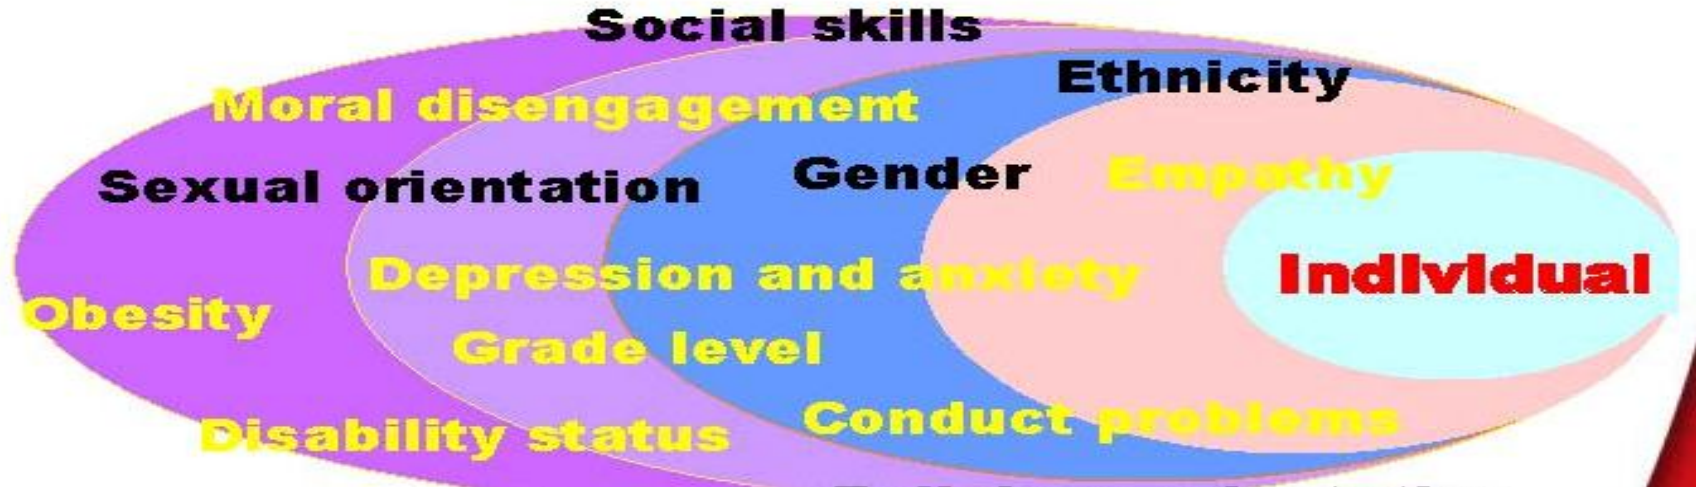 Social skills
Ethnicity
Moral disengagement
Gender
Empathy
Sexual orientation
Depression and anxiety
Individual
Obesity
Grade level
Conduct problems
Disability status